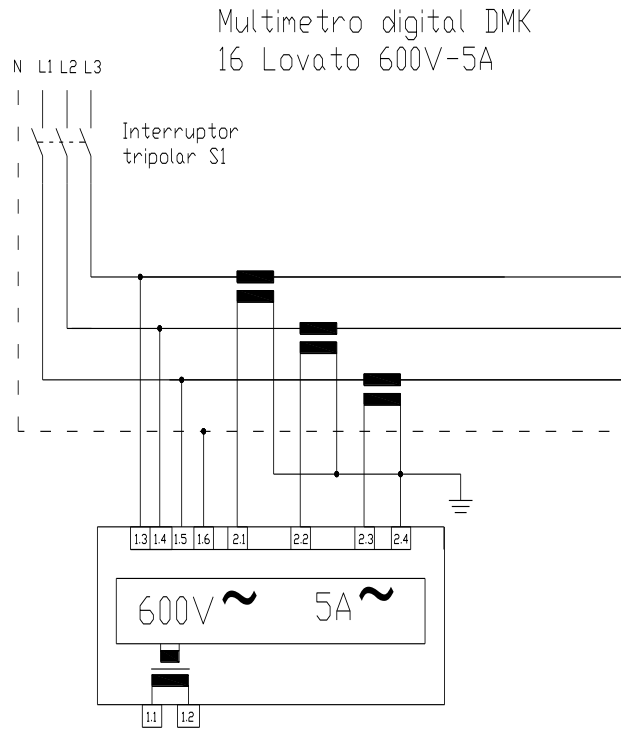 Multimetro digital DMK
16 Lovato 600V-5A
N L1 L2 L3
Interruptor
tripolar S1
1.3 1.4 1.5 1.6 2.1 2.2 2.3 2.4
600V ~ 5A ~
1.1 1.2